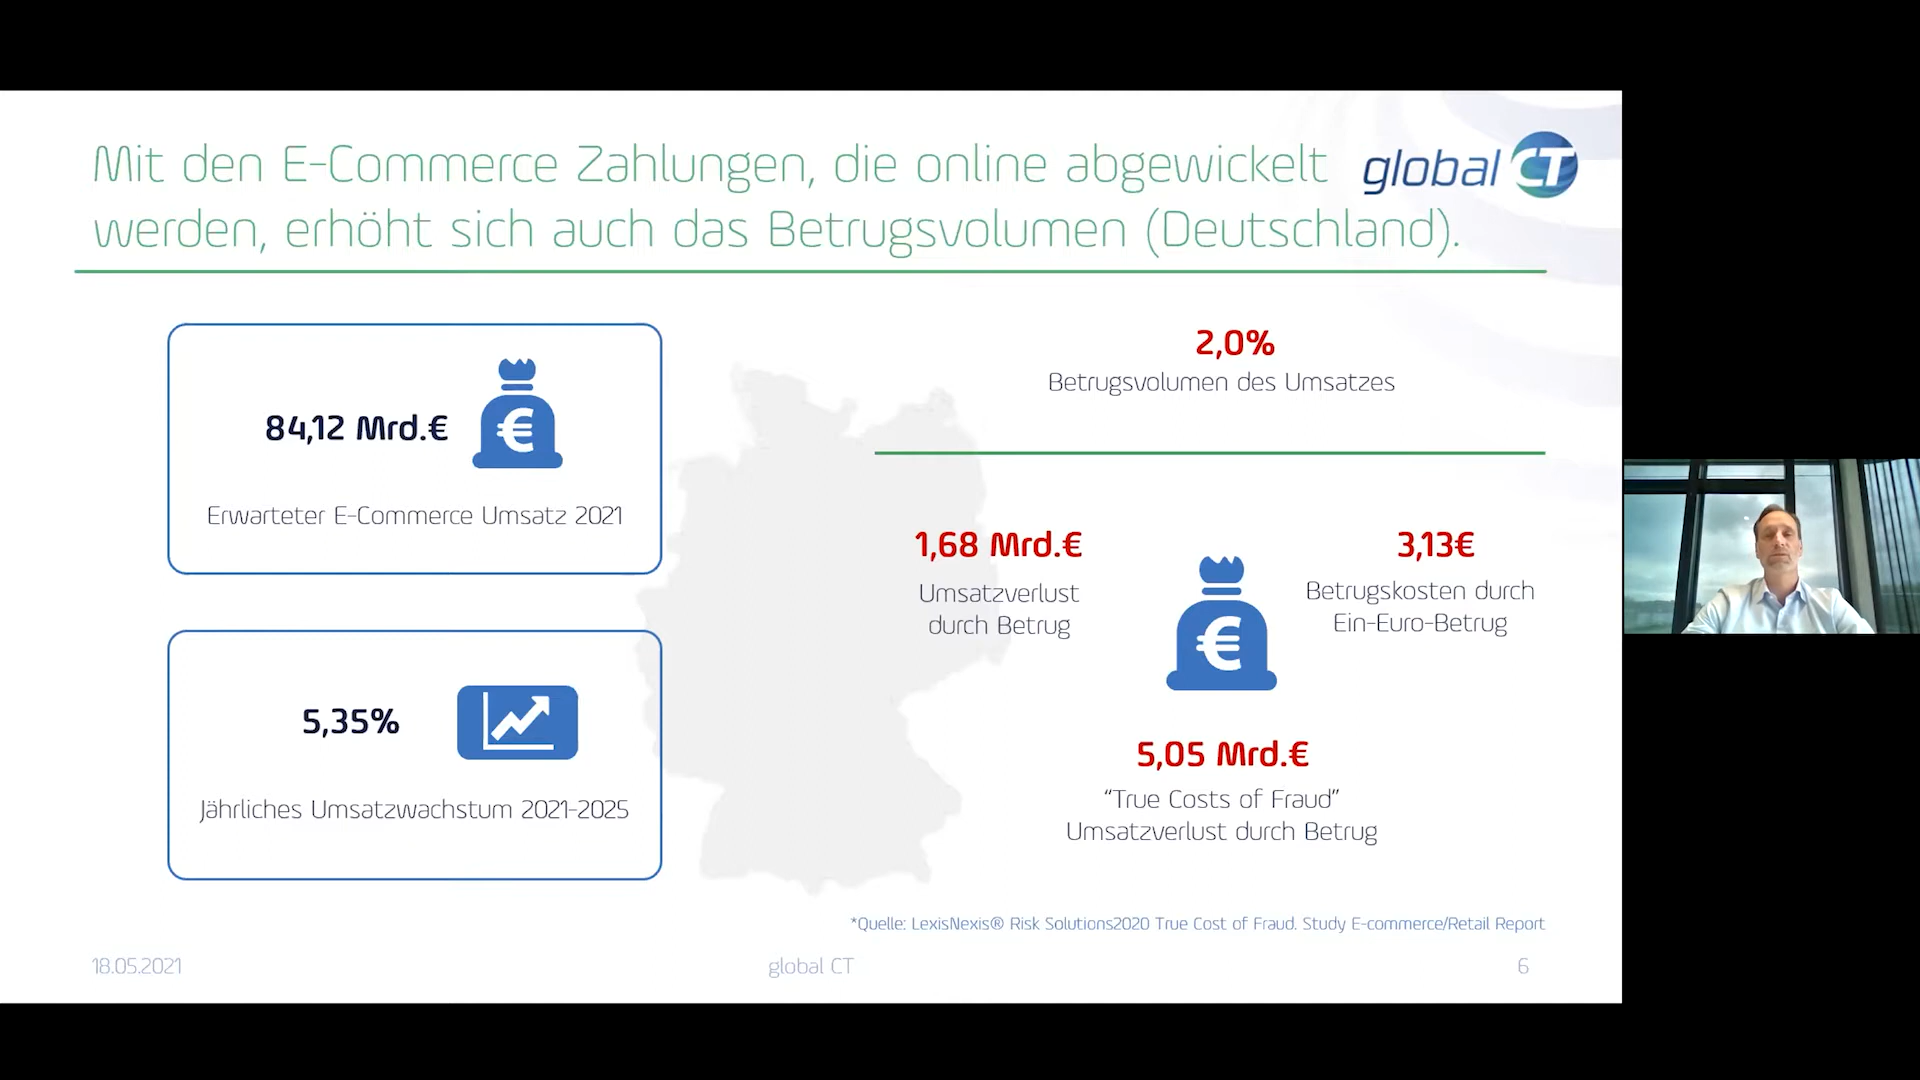 Mit den E-Commerce Zahlungen, die online abgewickelt
werden, erhöht sich auch das Betrugsvolumen (Deutschland).
global CT
84,12 Mrd.€
€
Erwarteter E-Commerce Umsatz 2021
5,35%
Jährliches Umsatzwachstum 2021-2025
2,0%
Betrugsvolumen des Umsatzes
1,68 Mrd.€
Umsatzverlust
durch Betrug
€
3,13€
Betrugskosten durch
Ein-Euro-Betrug
5,05 Mrd.€
“True Costs of Fraud”
Umsatzverlust durch Betrug
*Quelle: LexisNexis® Risk Solutions2020 True Cost of Fraud. Study E-commerce/Retail Report
18.05.2021
global CT
6